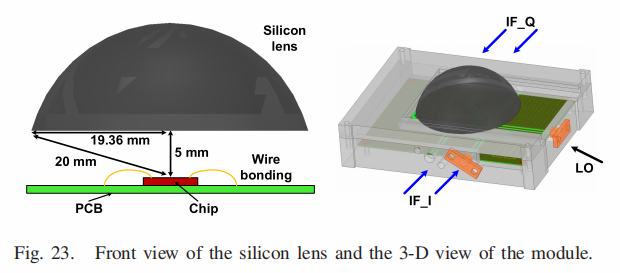 Silicon
lens
19.36 mm
20 mm
5 mm
Wire
bonding
PCB
Chip
IF_Q
LO
IF_I
Fig. 23. Front view of the silicon lens and the 3-D view of the module.